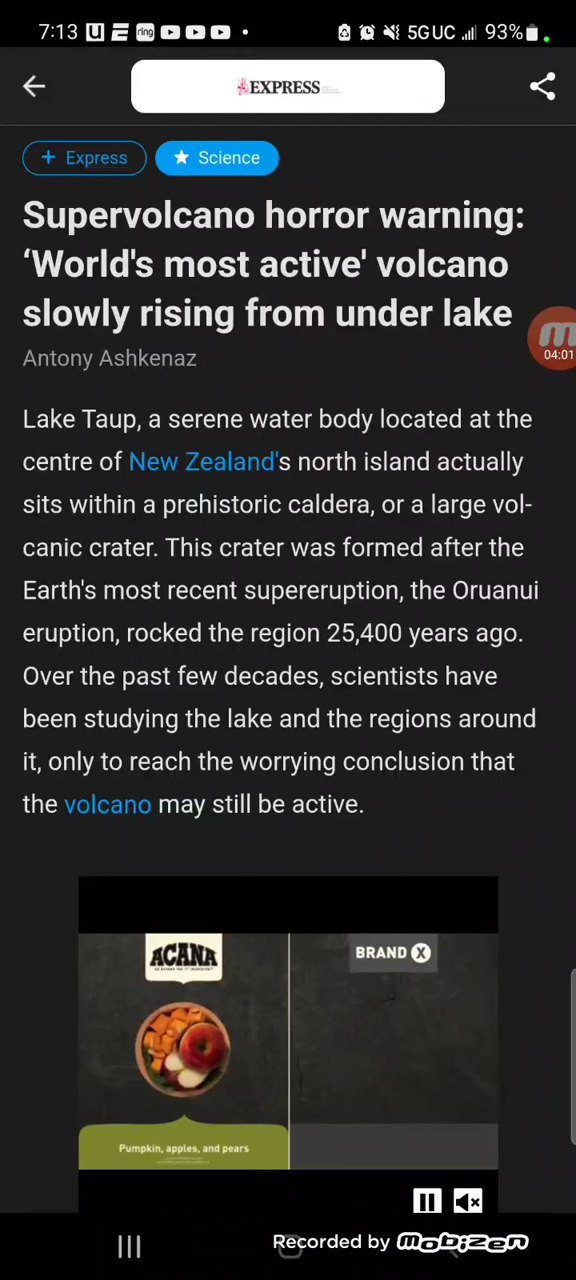 7:13 U E ring 5GUC 93%
EXPRESS
+ Express ★ Science
Supervolcano horror warning:
‘World's most active' volcano
slowly rising from under lake
Antony Ashkenaz
04:01
Lake Taup, a serene water body located at the
centre of New Zealand's north island actually
sits within a prehistoric caldera, or a large vol-
canic crater. This crater was formed after the
Earth's most recent supereruption, the Oruanui
eruption, rocked the region 25,400 years ago.
Over the past few decades, scientists have
been studying the lake and the regions around
it, only to reach the worrying conclusion that
the volcano may still be active.
ACANA
BRAND X
Pumpkin, apples, and pears
Recorded by mobizen